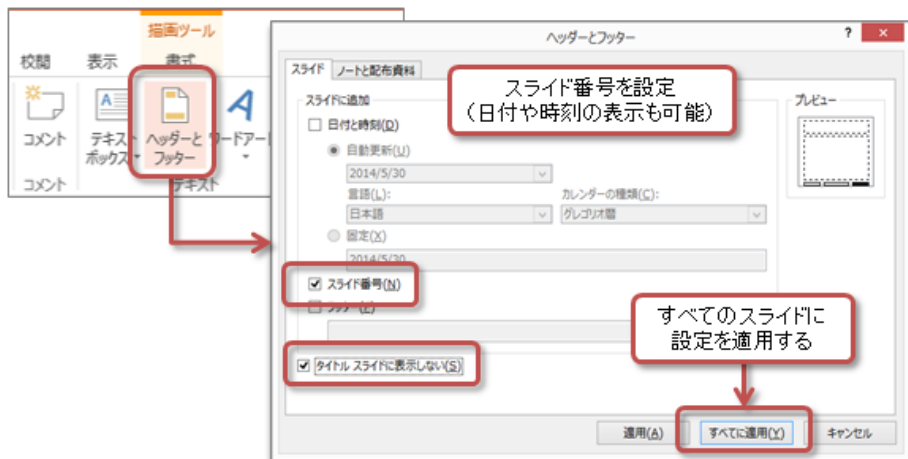 描画ツール
校閲
表示
書式
コメント
テキスト
ボックス
ヘッダーと
フッター
ワードアート
コメント
テキスト
ヘッダーとフッター
? ×
スライド
ノートと配布資料
スライド番号を設定
(日付や時刻の表示も可能)
スライドに追加
プレビュー
日付と時刻(D)
自動更新(U)
2014/5/30
言語(L):
カレンダーの種類(C):
日本語
グレゴリオ暦
固定(X)
2014/5/30
スライド番号(N)
フッター(F)
すべてのスライドに
設定を適用する
タイトル スライドに表示しない(S)
適用(A)
すべてに適用(Y)
キャンセル